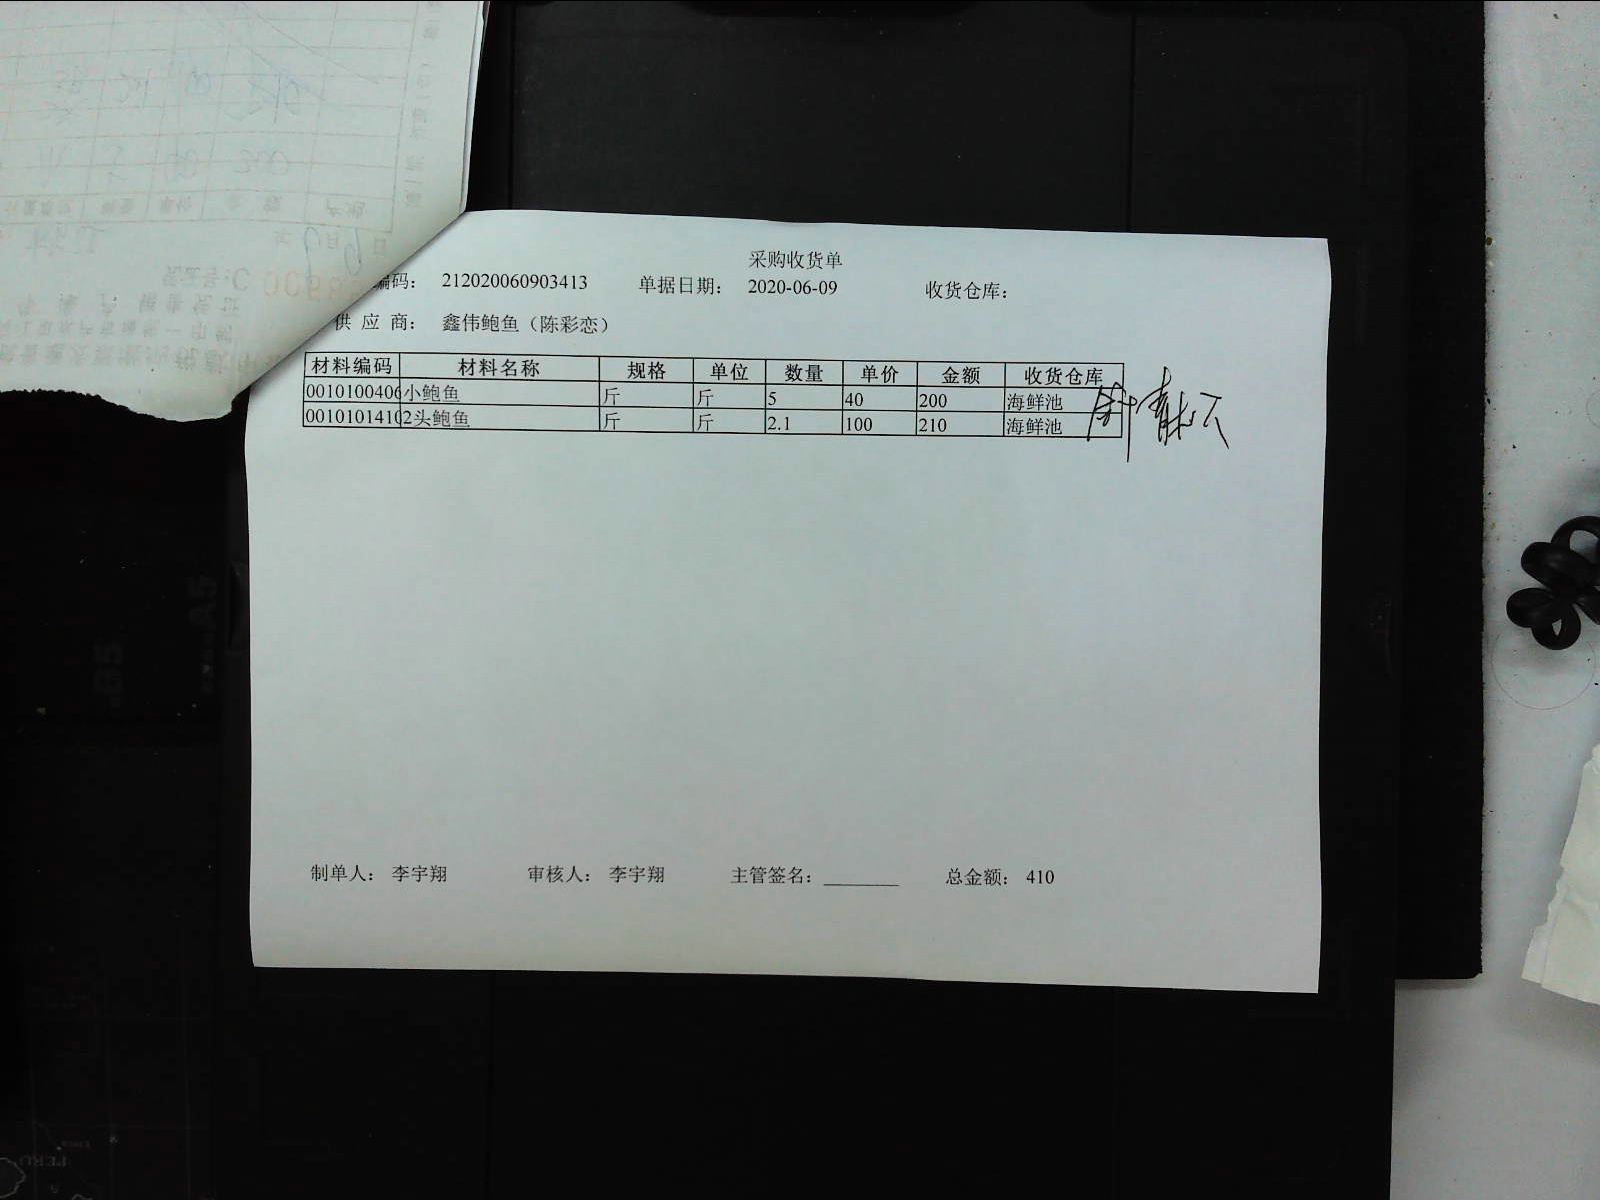 采购收货单
编码： 212020060903413 单据日期： 2020-06-09 收货仓库：
供应商： 鑫伟鲍鱼（陈彩恋）
材料编码 材料名称 规格 单位 数量 单价 金额 收货仓库
0010100406 小鲍鱼 斤 斤 5 40 200 海鲜池
0010101410 2头鲍鱼 斤 斤 2.1 100 210 海鲜池
制单人： 李宇翔 审核人： 李宇翔 主管签名：________ 总金额： 410
A5
B5
PERU